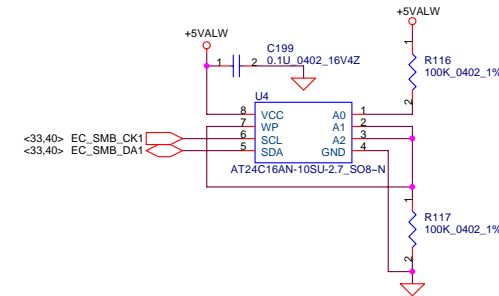 +5VALW
+5VALW
C199
1 2 0.1U_0402_16V4Z
1
R116
100K_0402_1%
2
U4
8 VCC A0 1
7 WP A1 2
<33,40> EC_SMB_CK1 6 SCL A2 3
<33,40> EC_SMB_DA1 5 SDA GND 4
AT24C16AN-10SU-2.7_SO8~N
1
R117
100K_0402_1%
2